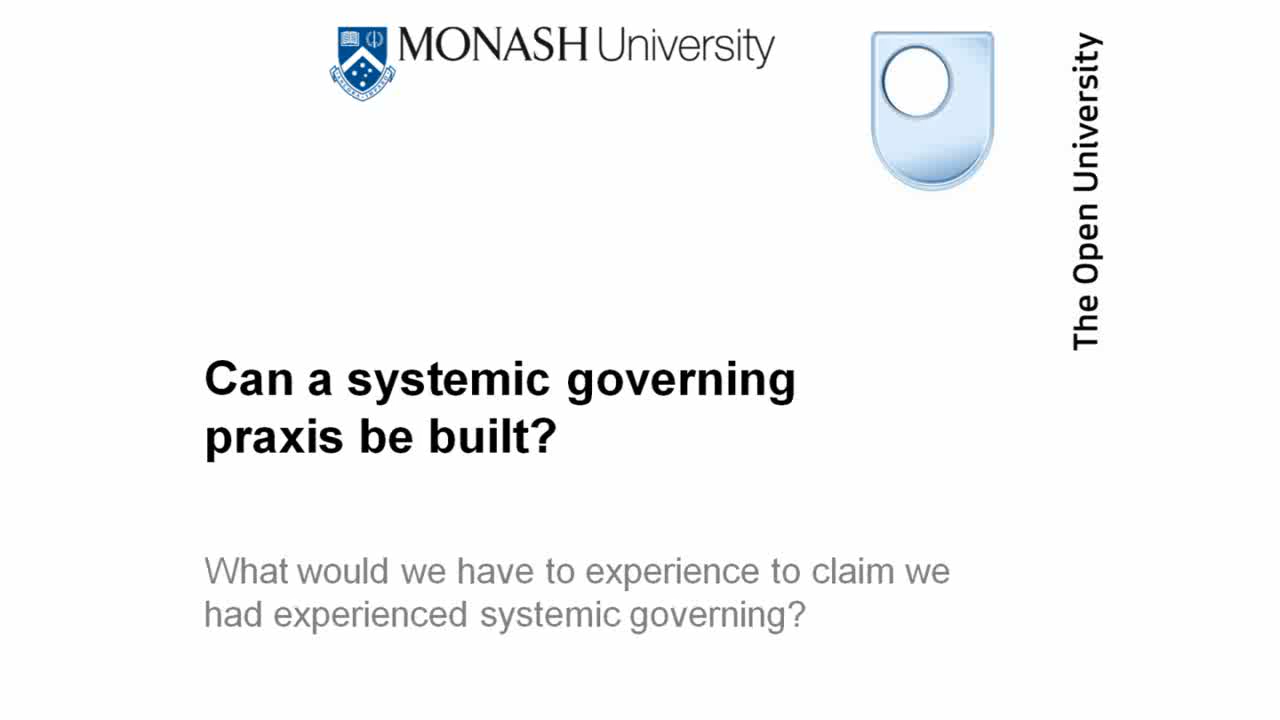 MONASH University
The Open University
Can a systemic governing
praxis be built?
What would we have to experience to claim we
had experienced systemic governing?